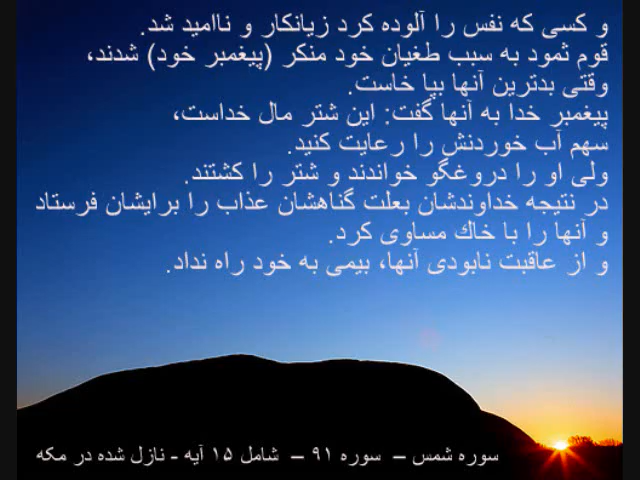 و کسی که نفس را آلوده کرد زیانکار و ناامید شد.
قوم ثمود به سبب طغیان خود منکر (پیغمبر خود) شدند،
وقتی بدترین آنها بپا خاست.
پیغمبر خدا به آنها گفت: این شتر مال خداست،
سهم آب خوردنش را رعایت کنید.
ولی او را دروغگو خواندند و شتر را کشتند.
در نتیجه خداوندشان بعلت گناهشان عذاب را برایشان فرستاد
و آنها را با خاك مساوی کرد.
و از عاقبت نابودی آنها، بیمی به خود راه نداد.
سوره شمس – سوره ۹۱ – شامل ۱۵ آیه - نازل شده در مکه